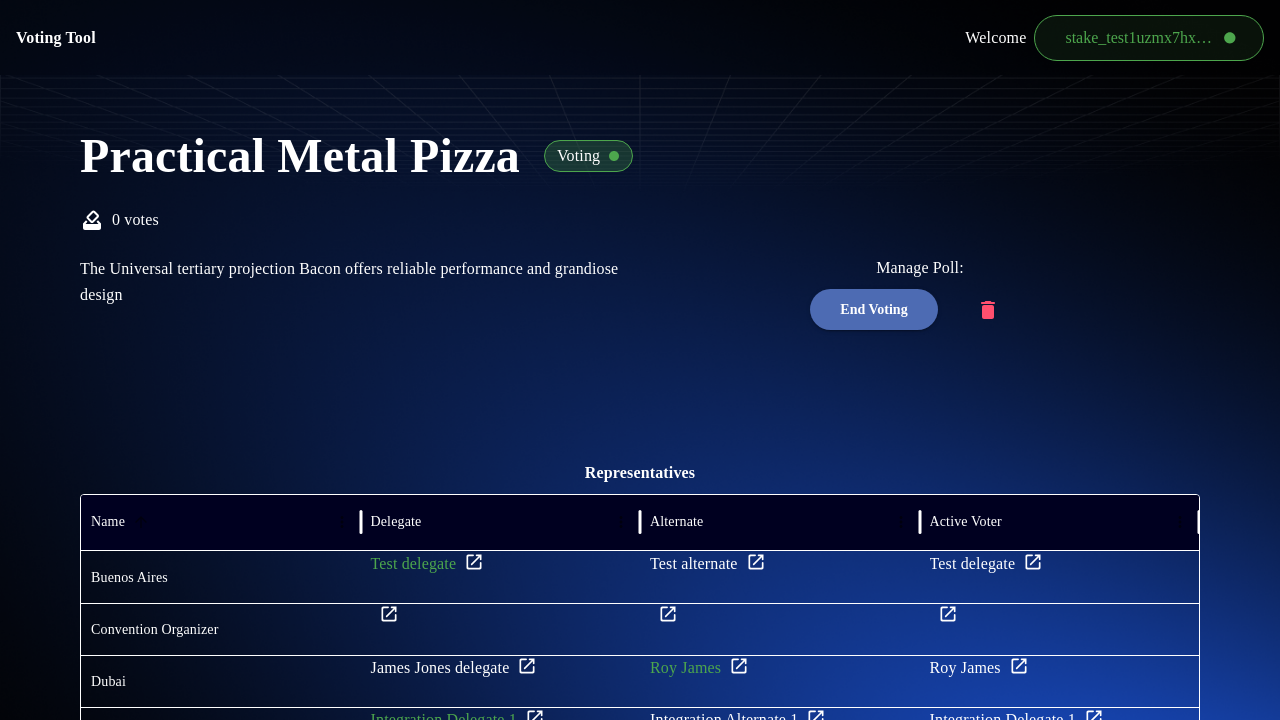 Voting Tool
Welcome
stake_test1uzmx7hx…
Practical Metal Pizza
Voting
0 votes
The Universal tertiary projection Bacon offers reliable performance and grandiose
design
Manage Poll:
End Voting
Representatives
Name Delegate Alternate Active Voter
Buenos Aires Test delegate Test alternate Test delegate
Convention Organizer
Dubai James Jones delegate Roy James Roy James
Integration Delegate 1 Integration Alternate 1 Integration Delegate 1